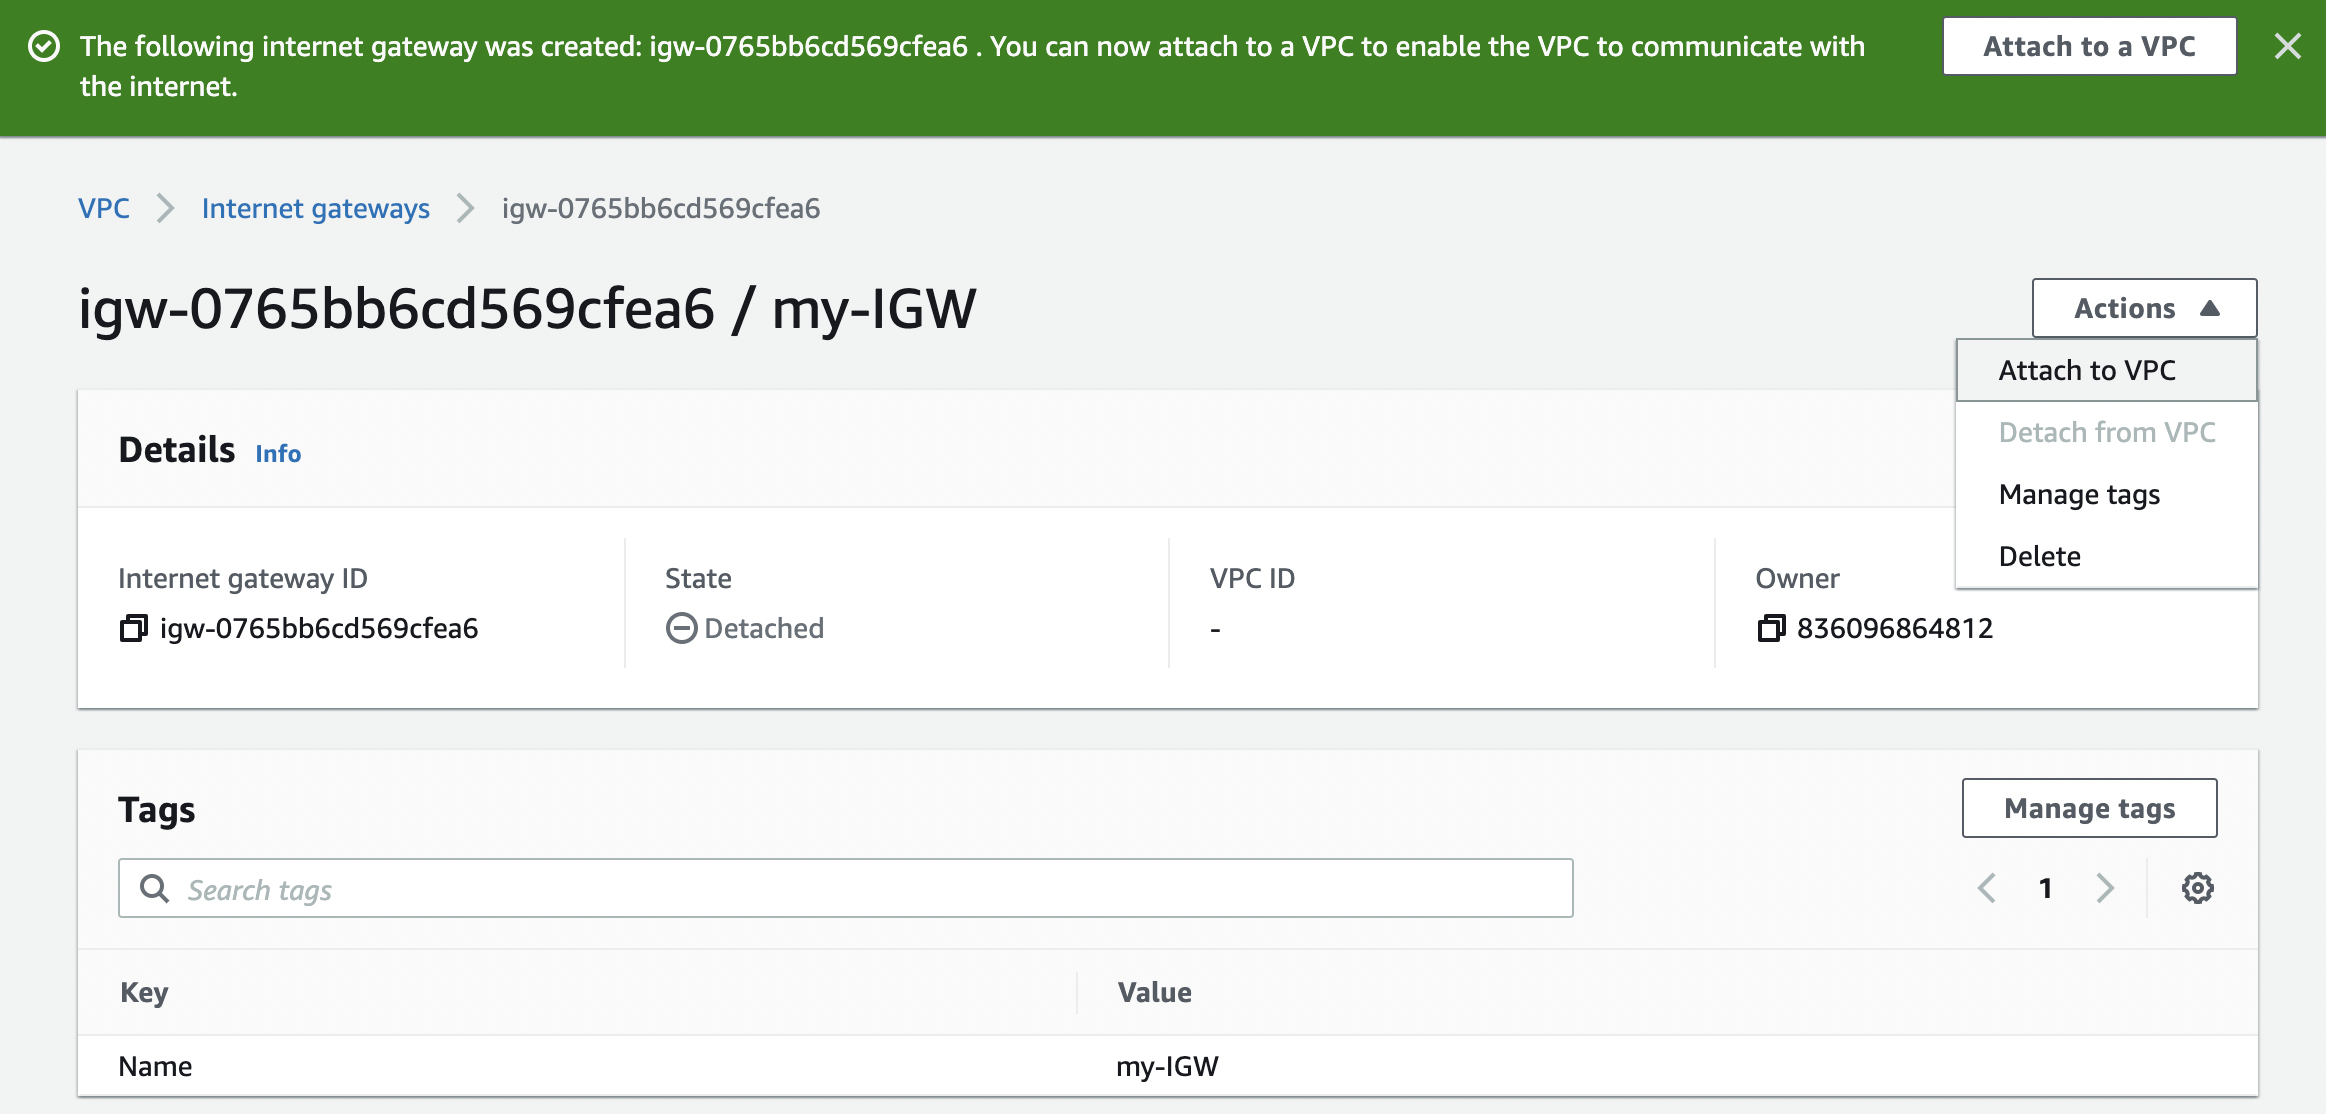 The following internet gateway was created: igw-0765bb6cd569cfea6 . You can now attach to a VPC to enable the VPC to communicate with
the internet.
Attach to a VPC
VPC
Internet gateways
igw-0765bb6cd569cfea6
igw-0765bb6cd569cfea6 / my-IGW
Actions
Attach to VPC
Detach from VPC
Manage tags
Delete
Details Info
Internet gateway ID
igw-0765bb6cd569cfea6
State
Detached
VPC ID
-
Owner
836096864812
Tags
Manage tags
Search tags
1
Key
Value
Name
my-IGW